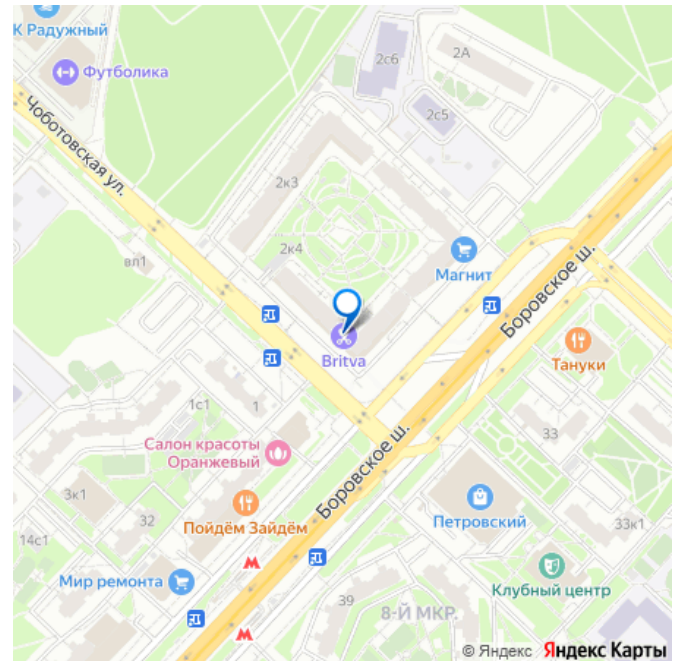 К Радужный
Футболика
Чоботовская ул.
2с6
2А
2с5
2к3
2к4
вл1
Магнит
Боровское ш.
Britva
Тануки
1с1
1
Салон красоты
Оранжевый
33
Боровское ш.
3к1
32
Пойдём Зайдём
Петровский
33к1
14с1
Мир ремонта
Клубный центр
39
8-Й МКР.
© Яндекс Яндекс Карты